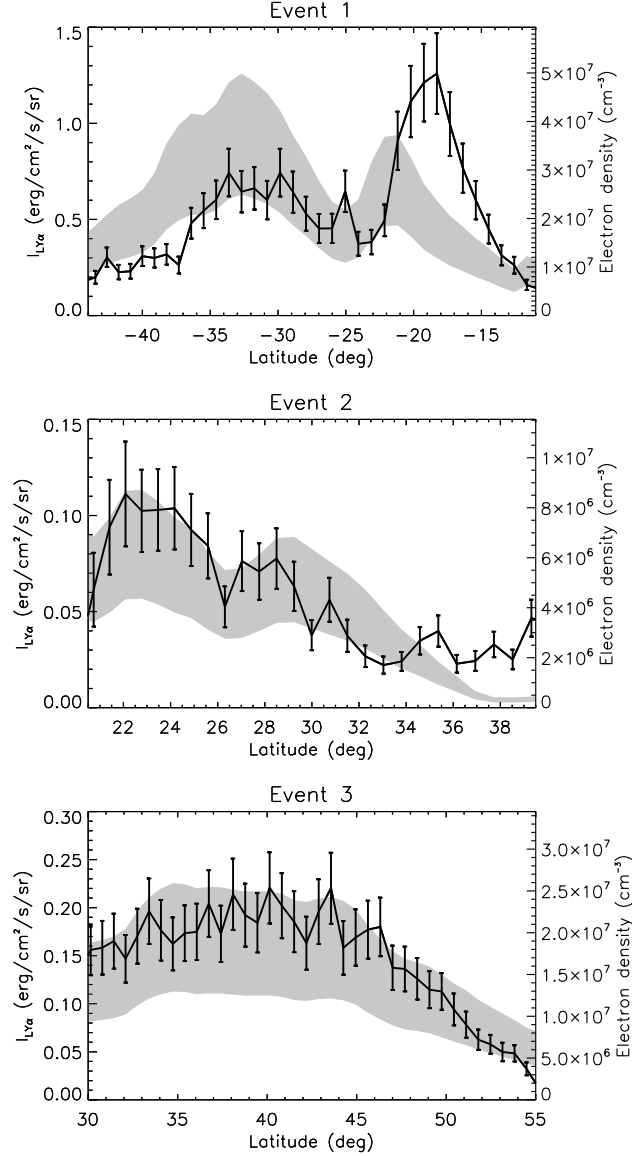 Event 1
1.5
1.0
0.5
0.0
I_LYα (erg/cm²/s/sr)
5×10⁷
4×10⁷
3×10⁷
2×10⁷
1×10⁷
0
Electron density (cm⁻³)
−40 −35 −30 −25 −20 −15
Latitude (deg)
Event 2
0.15
0.10
0.05
0.00
I_LYα (erg/cm²/s/sr)
1×10⁷
8×10⁶
6×10⁶
4×10⁶
2×10⁶
0
Electron density (cm⁻³)
22 24 26 28 30 32 34 36 38
Latitude (deg)
Event 3
0.30
0.25
0.20
0.15
0.10
0.05
0.00
I_LYα (erg/cm²/s/sr)
3.0×10⁷
2.5×10⁷
2.0×10⁷
1.5×10⁷
1.0×10⁷
5.0×10⁶
0
Electron density (cm⁻³)
30 35 40 45 50 55
Latitude (deg)